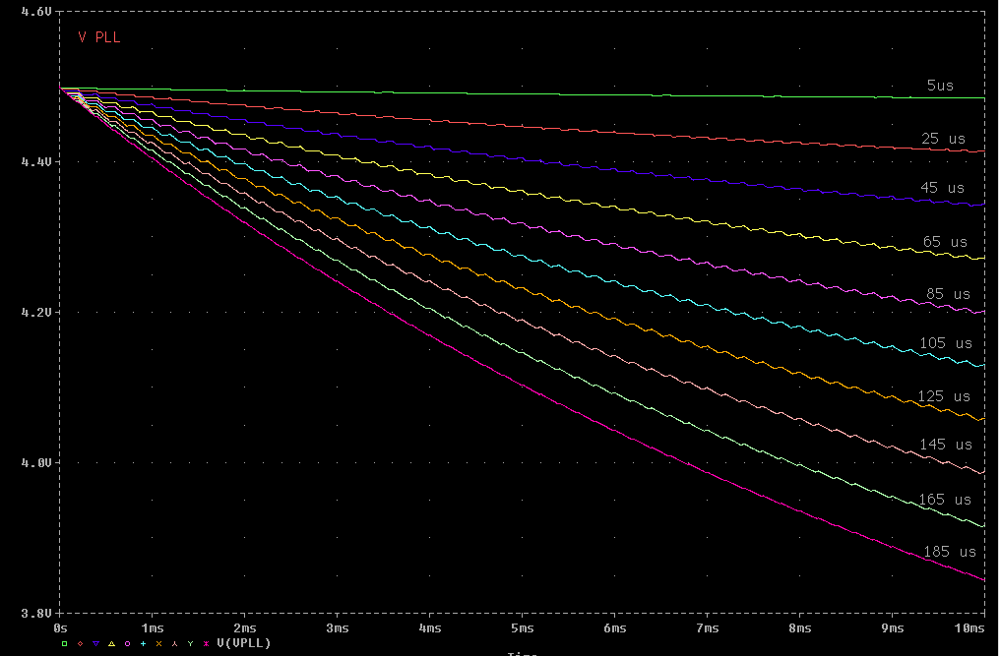 4.6V
V PLL
5us
25 us
4.4V
45 us
65 us
85 us
4.2V
105 us
125 us
145 us
4.0V
165 us
185 us
3.8V
0s 1ms 2ms 3ms 4ms 5ms 6ms 7ms 8ms 9ms 10ms
V(VPLL)
Time